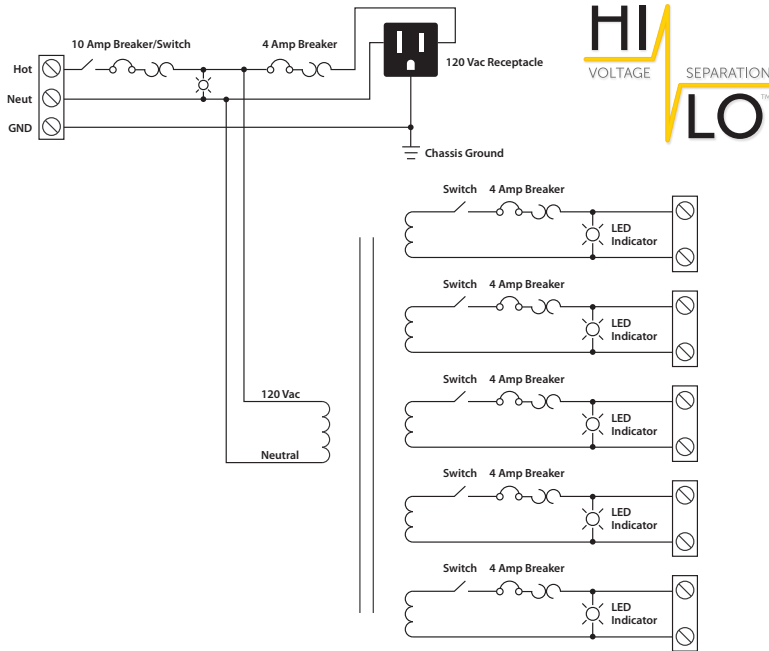 10 Amp Breaker/Switch
4 Amp Breaker
Hot
Neut
GND
120 Vac Receptacle
Chassis Ground
HI
VOLTAGE SEPARATION
LO™
Switch 4 Amp Breaker
LED
Indicator
Switch 4 Amp Breaker
LED
Indicator
120 Vac
Neutral
Switch 4 Amp Breaker
LED
Indicator
Switch 4 Amp Breaker
LED
Indicator
Switch 4 Amp Breaker
LED
Indicator